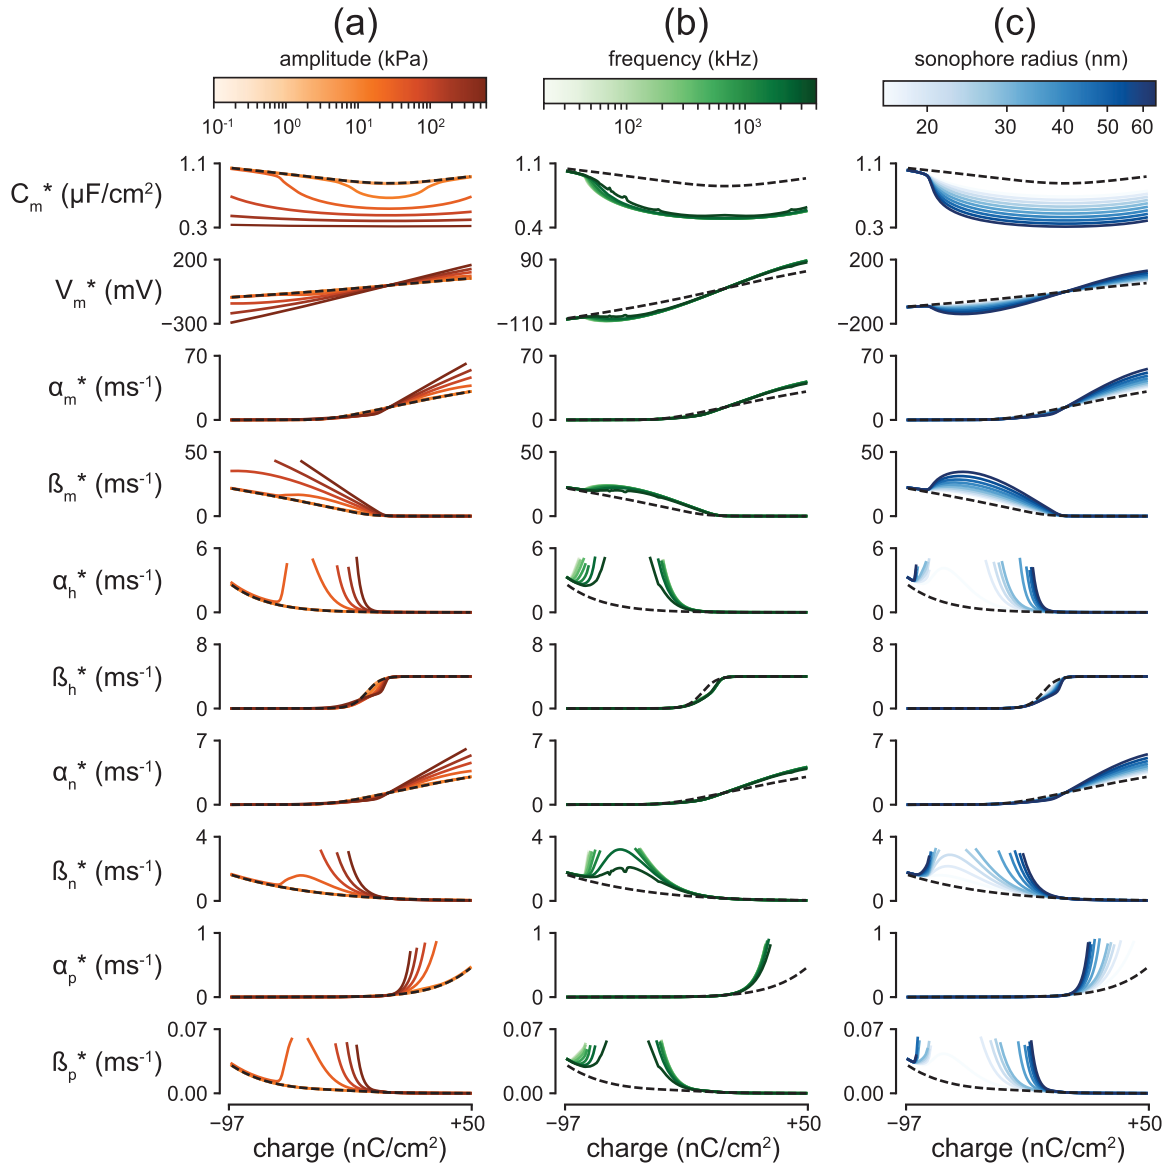 (a) (b) (c)
amplitude (kPa) frequency (kHz) sonophore radius (nm)
10⁻¹ 10⁰ 10¹ 10² 10² 10³ 20 30 40 50 60
Cₘ* (µF/cm²) 1.1 0.3 1.1 0.4 1.1 0.3
Vₘ* (mV) 200 −300 90 −110 200 −200
αₘ* (ms⁻¹) 70 0 70 0 70 0
ßₘ* (ms⁻¹) 50 0 50 0 50 0
αₕ* (ms⁻¹) 6 0 6 0 6 0
ßₕ* (ms⁻¹) 8 0 8 0 8 0
αₙ* (ms⁻¹) 7 0 7 0 7 0
ßₙ* (ms⁻¹) 4 0 4 0 4 0
αₚ* (ms⁻¹) 1 0 1 0 1 0
ßₚ* (ms⁻¹) 0.07 0.00 0.07 0.00 0.07 0.00
−97 +50 −97 +50 −97 +50
charge (nC/cm²) charge (nC/cm²) charge (nC/cm²)